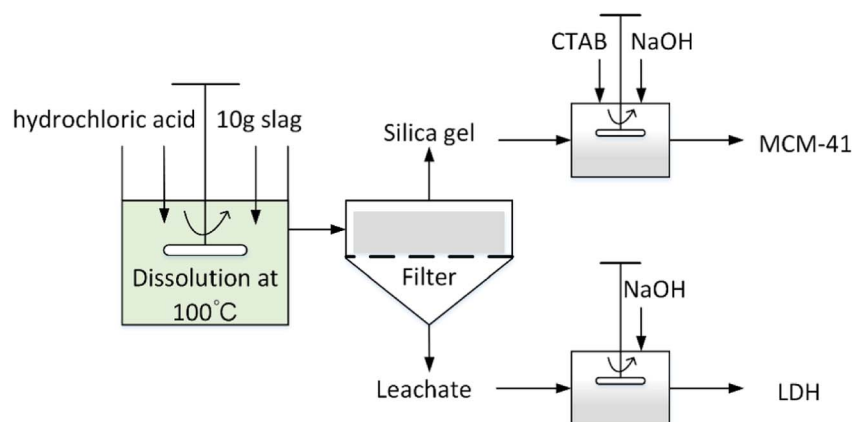 CTAB NaOH
hydrochloric acid 10g slag
Silica gel
MCM-41
Dissolution at
100°C
Filter
NaOH
Leachate
LDH